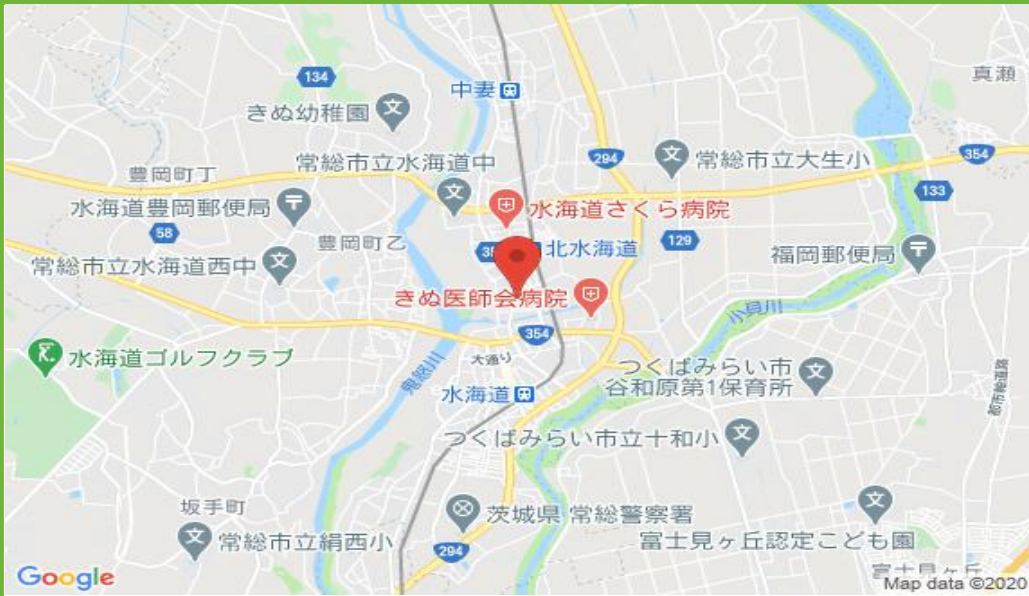 真瀬
134
中妻
きぬ幼稚園
常総市立水海道中
294
常総市立大生小
354
豊岡町丁
133
水海道豊岡郵便局
水海道さくら病院
58
豊岡町乙
北水海道
129
福岡郵便局
常総市立水海道西中
きぬ医師会病院
小貝川
354
水海道ゴルフクラブ
大通り
鬼怒川
つくばみらい市
谷和原第1保育所
水海道
つくばみらい市立十和小
坂手町
茨城県 常総警察署
常総市立絹西小
294
富士見ヶ丘認定こども園
富士見ヶ丘
Google
Map data ©2020